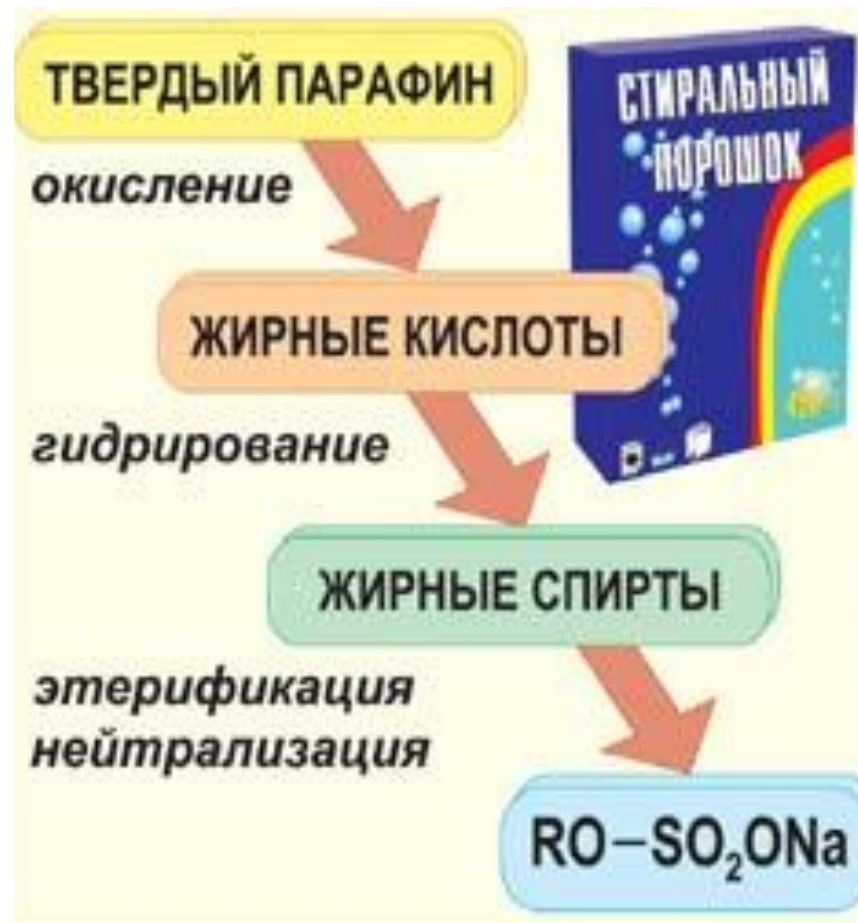 ТВЕРДЫЙ ПАРАФИН
СТИРАЛЬНЫЙ
ПОРОШОК
окисление
ЖИРНЫЕ КИСЛОТЫ
гидрирование
ЖИРНЫЕ СПИРТЫ
этерификация
нейтрализация
RO–SO₂ONa